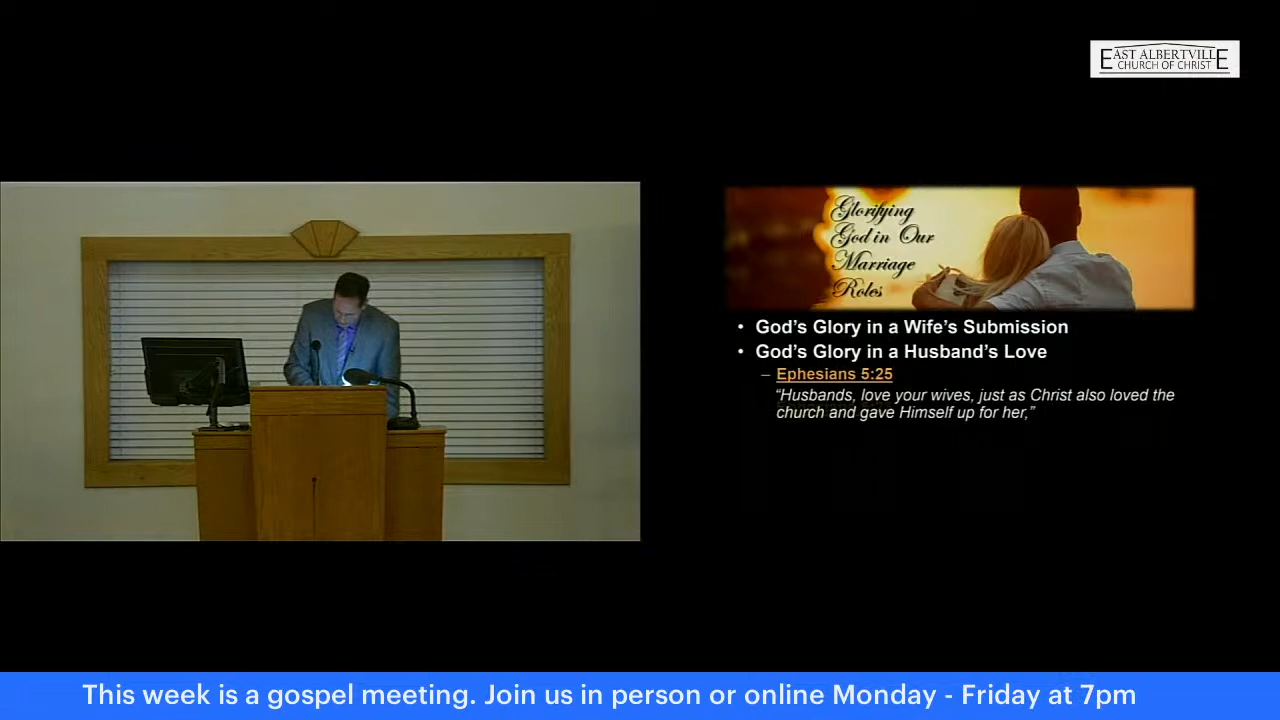 EAST ALBERTVILLE
CHURCH OF CHRIST
Glorifying
God in Our
Marriage
Roles
• God's Glory in a Wife's Submission
• God's Glory in a Husband's Love
– Ephesians 5:25
“Husbands, love your wives, just as Christ also loved the
church and gave Himself up for her,”
This week is a gospel meeting. Join us in person or online Monday - Friday at 7pm